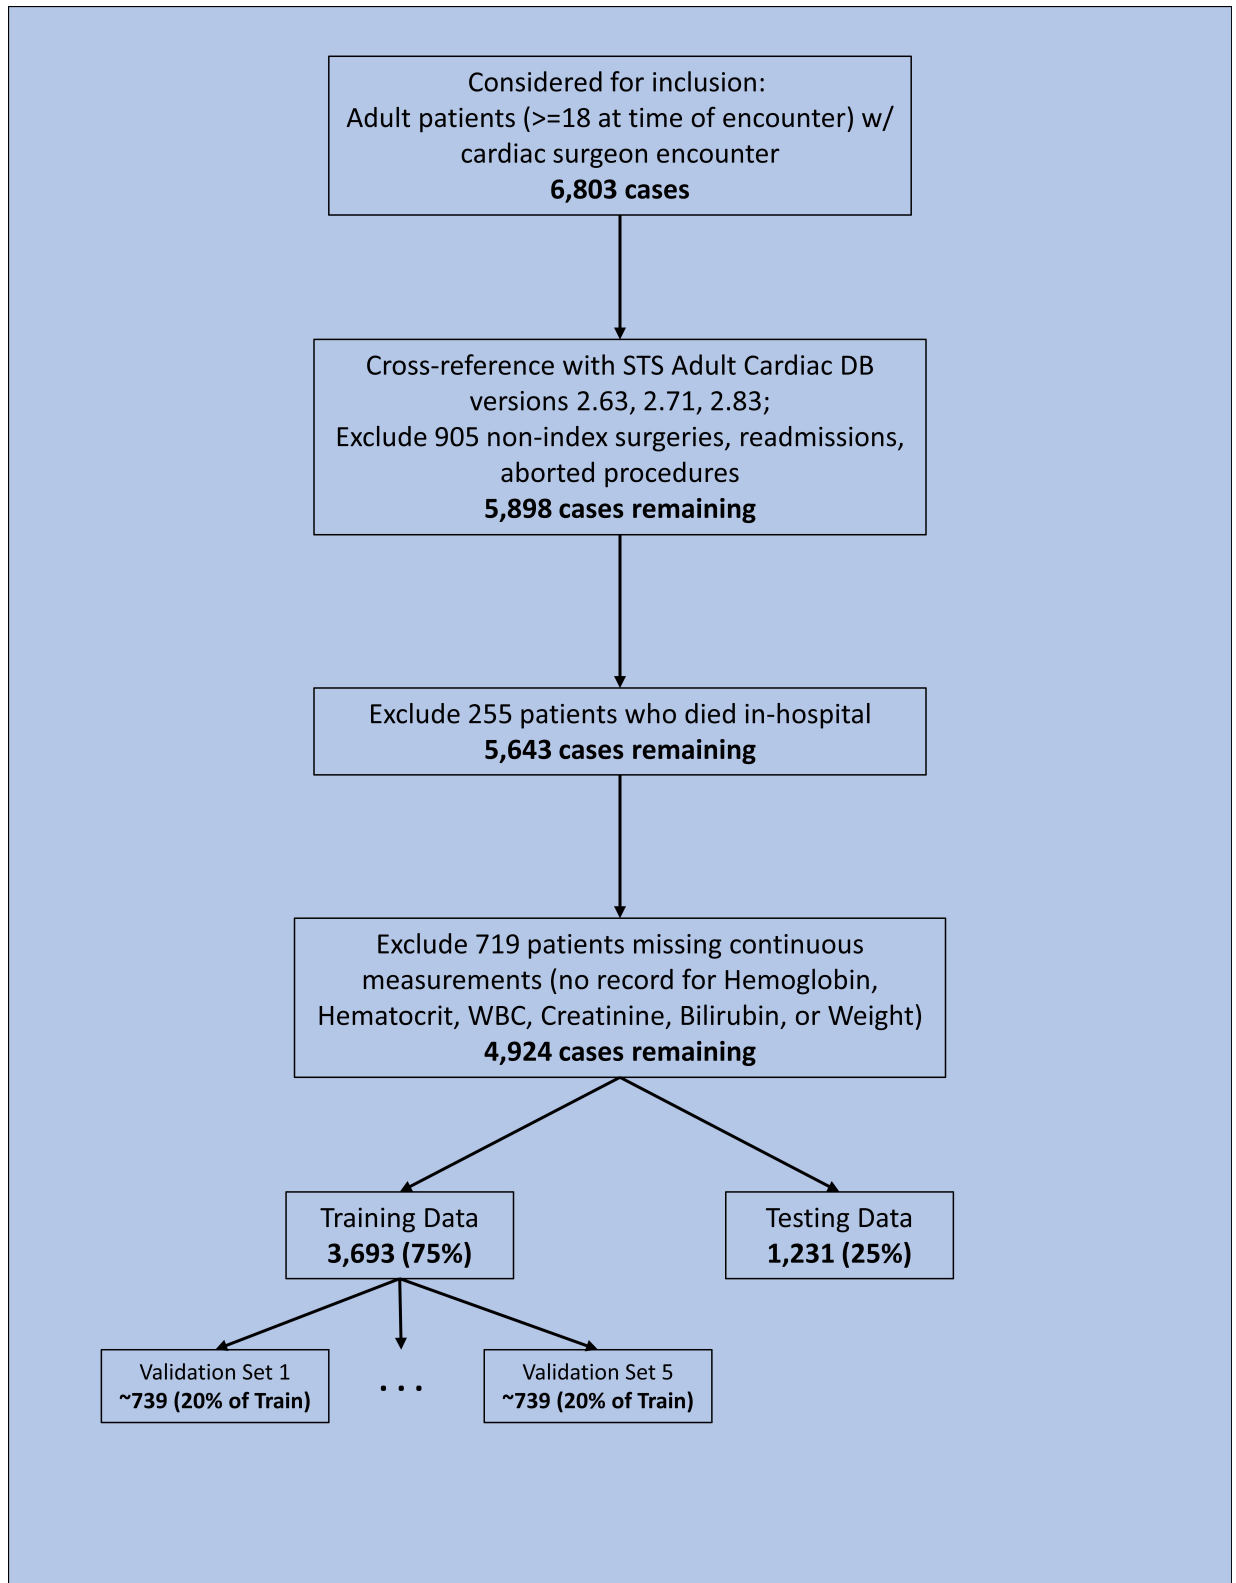 Considered for inclusion:
Adult patients (>=18 at time of encounter) w/
cardiac surgeon encounter
6,803 cases
Cross-reference with STS Adult Cardiac DB
versions 2.63, 2.71, 2.83;
Exclude 905 non-index surgeries, readmissions,
aborted procedures
5,898 cases remaining
Exclude 255 patients who died in-hospital
5,643 cases remaining
Exclude 719 patients missing continuous
measurements (no record for Hemoglobin,
Hematocrit, WBC, Creatinine, Bilirubin, or Weight)
4,924 cases remaining
Training Data
3,693 (75%)
Testing Data
1,231 (25%)
Validation Set 1
~739 (20% of Train)
. . .
Validation Set 5
~739 (20% of Train)